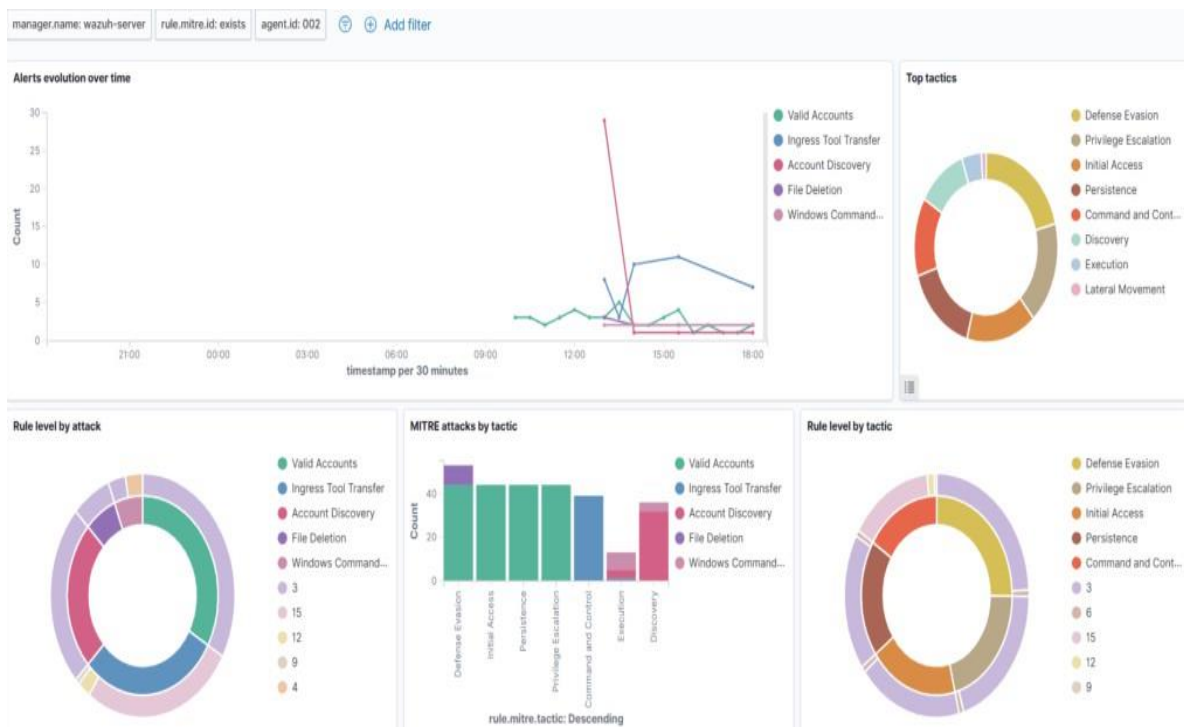 manager.name: wazuh-server rule.mitre.id: exists agent.id: 002 Add filter
Alerts evolution over time
30
25
20
15
10
5
0
Count
21:00 00:00 03:00 06:00 09:00 12:00 15:00 18:00
timestamp per 30 minutes
Valid Accounts
Ingress Tool Transfer
Account Discovery
File Deletion
Windows Command...
Top tactics
Defense Evasion
Privilege Escalation
Initial Access
Persistence
Command and Cont...
Discovery
Execution
Lateral Movement
Rule level by attack
Valid Accounts
Ingress Tool Transfer
Account Discovery
File Deletion
Windows Command...
3
15
12
9
4
MITRE attacks by tactic
Count
40
20
0
Defense Evasion
Initial Access
Persistence
Privilege Escalation
Command and Control
Execution
Discovery
rule.mitre.tactic: Descending
Valid Accounts
Ingress Tool Transfer
Account Discovery
File Deletion
Windows Command...
Rule level by tactic
Defense Evasion
Privilege Escalation
Initial Access
Persistence
Command and Cont...
3
6
15
12
9